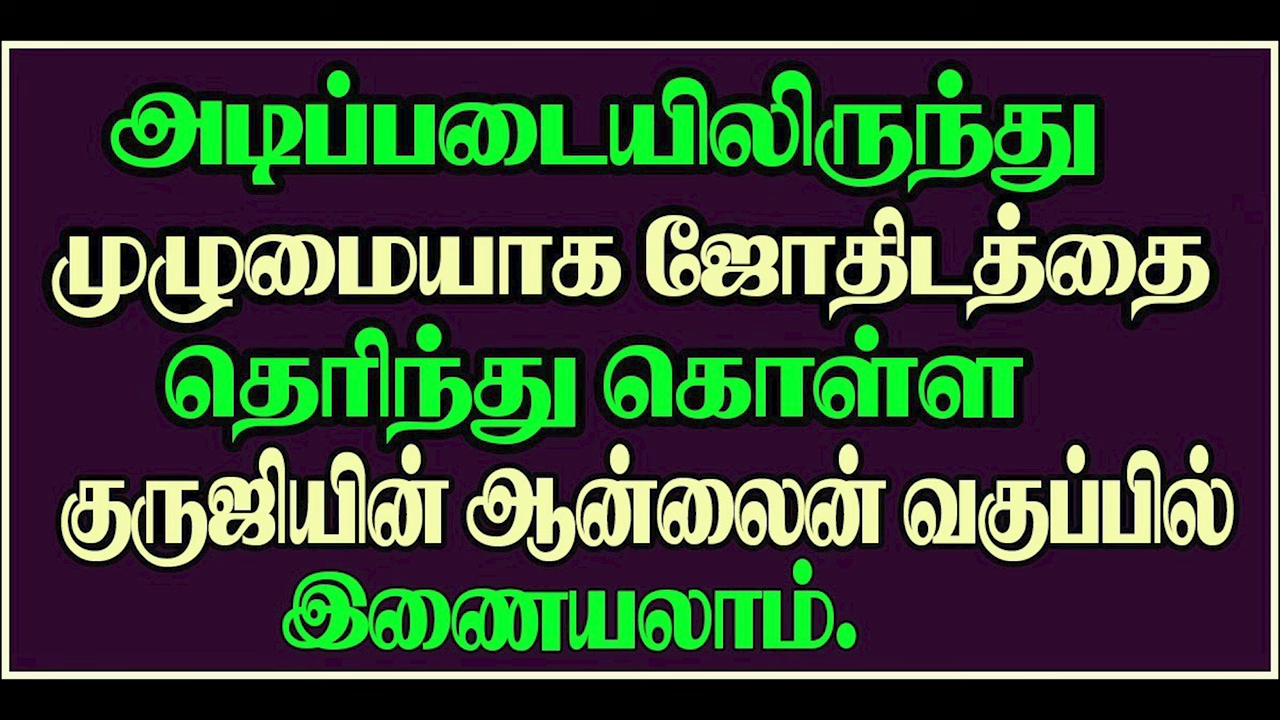 அடிப்படையிலிருந்து
முழுமையாக ஜோதிடத்தை
தெரிந்து கொள்ள
குருஜியின் ஆன்லைன் வகுப்பில்
இணையலாம்.